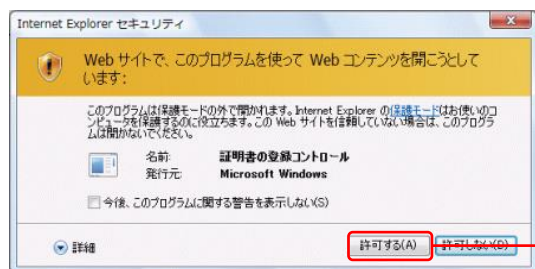 Internet Explorer セキュリティ
Web サイトで、このプログラムを使って Web コンテンツを開こうとして
います:
このプログラムは保護モードの外で開かれます。Internet Explorer の保護モードはお使いのコ
ンピュータを保護するのに役立ちます。この Web サイトを信頼していない場合は、このプログラ
ムは開かないでください。
名前: 証明書の登録コントロール
発行元: Microsoft Windows
今後、このプログラムに関する警告を表示しない(S)
詳細 許可する(A) 許可しない(D)